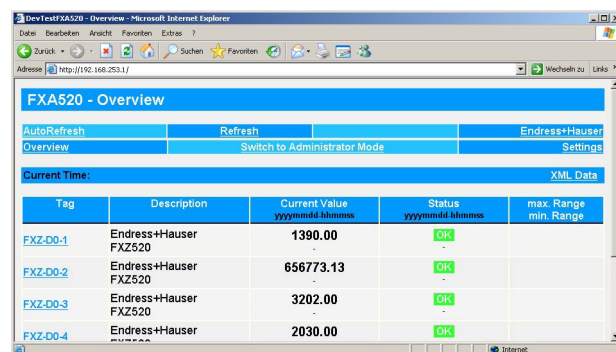 DevTestFXA520 - Overview - Microsoft Internet Explorer
Datei Bearbeiten Ansicht Favoriten Extras ?
Zurück Suchen Favoriten
Adresse http://192.168.253.1/ Wechseln zu Links
FXA520 - Overview
AutoRefresh Refresh Endress+Hauser
Overview Switch to Administrator Mode Settings
Current Time: XML Data
Tag Description Current Value Status max. Range
yyyymmdd-hhmmss yyyymmdd-hhmmss min. Range
FXZ-D0-1 Endress+Hauser 1390.00 OK
FXZ520 - -
FXZ-D0-2 Endress+Hauser 656773.13 OK
FXZ520 - -
FXZ-D0-3 Endress+Hauser 3202.00 OK
FXZ520 - -
FXZ-D0-4 Endress+Hauser 2030.00 OK
Internet